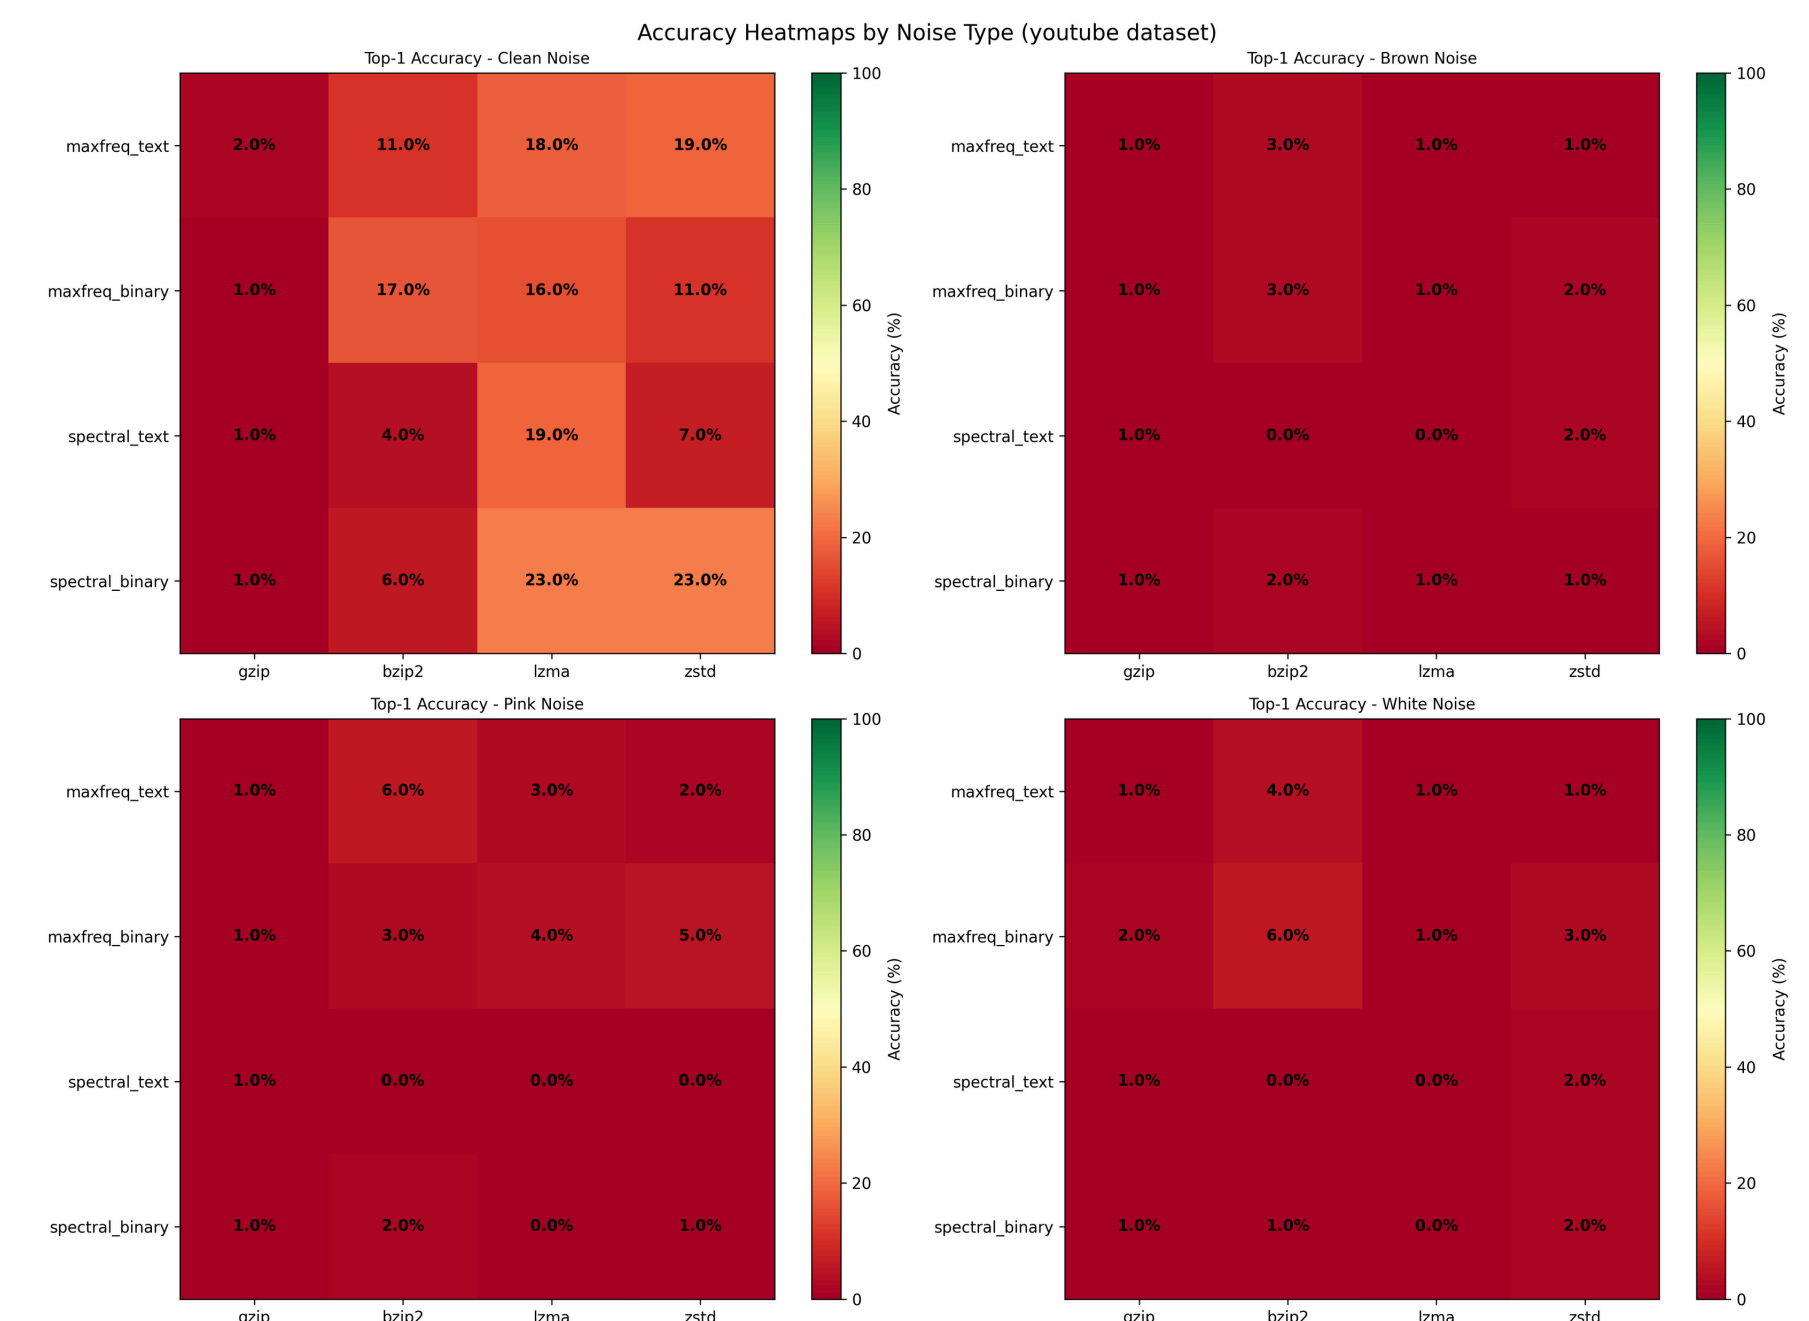 Accuracy Heatmaps by Noise Type (youtube dataset)
Top-1 Accuracy - Clean Noise
maxfreq_text 2.0% 11.0% 18.0% 19.0%
maxfreq_binary 1.0% 17.0% 16.0% 11.0%
spectral_text 1.0% 4.0% 19.0% 7.0%
spectral_binary 1.0% 6.0% 23.0% 23.0%
gzip bzip2 lzma zstd
100
80
60
40
20
0
Accuracy (%)
Top-1 Accuracy - Brown Noise
maxfreq_text 1.0% 3.0% 1.0% 1.0%
maxfreq_binary 1.0% 3.0% 1.0% 2.0%
spectral_text 1.0% 0.0% 0.0% 2.0%
spectral_binary 1.0% 2.0% 1.0% 1.0%
gzip bzip2 lzma zstd
100
80
60
40
20
0
Accuracy (%)
Top-1 Accuracy - Pink Noise
maxfreq_text 1.0% 6.0% 3.0% 2.0%
maxfreq_binary 1.0% 3.0% 4.0% 5.0%
spectral_text 1.0% 0.0% 0.0% 0.0%
spectral_binary 1.0% 2.0% 0.0% 1.0%
gzip bzip2 lzma zstd
100
80
60
40
20
0
Accuracy (%)
Top-1 Accuracy - White Noise
maxfreq_text 1.0% 4.0% 1.0% 1.0%
maxfreq_binary 2.0% 6.0% 1.0% 3.0%
spectral_text 1.0% 0.0% 0.0% 2.0%
spectral_binary 1.0% 1.0% 0.0% 2.0%
gzip bzip2 lzma zstd
100
80
60
40
20
0
Accuracy (%)